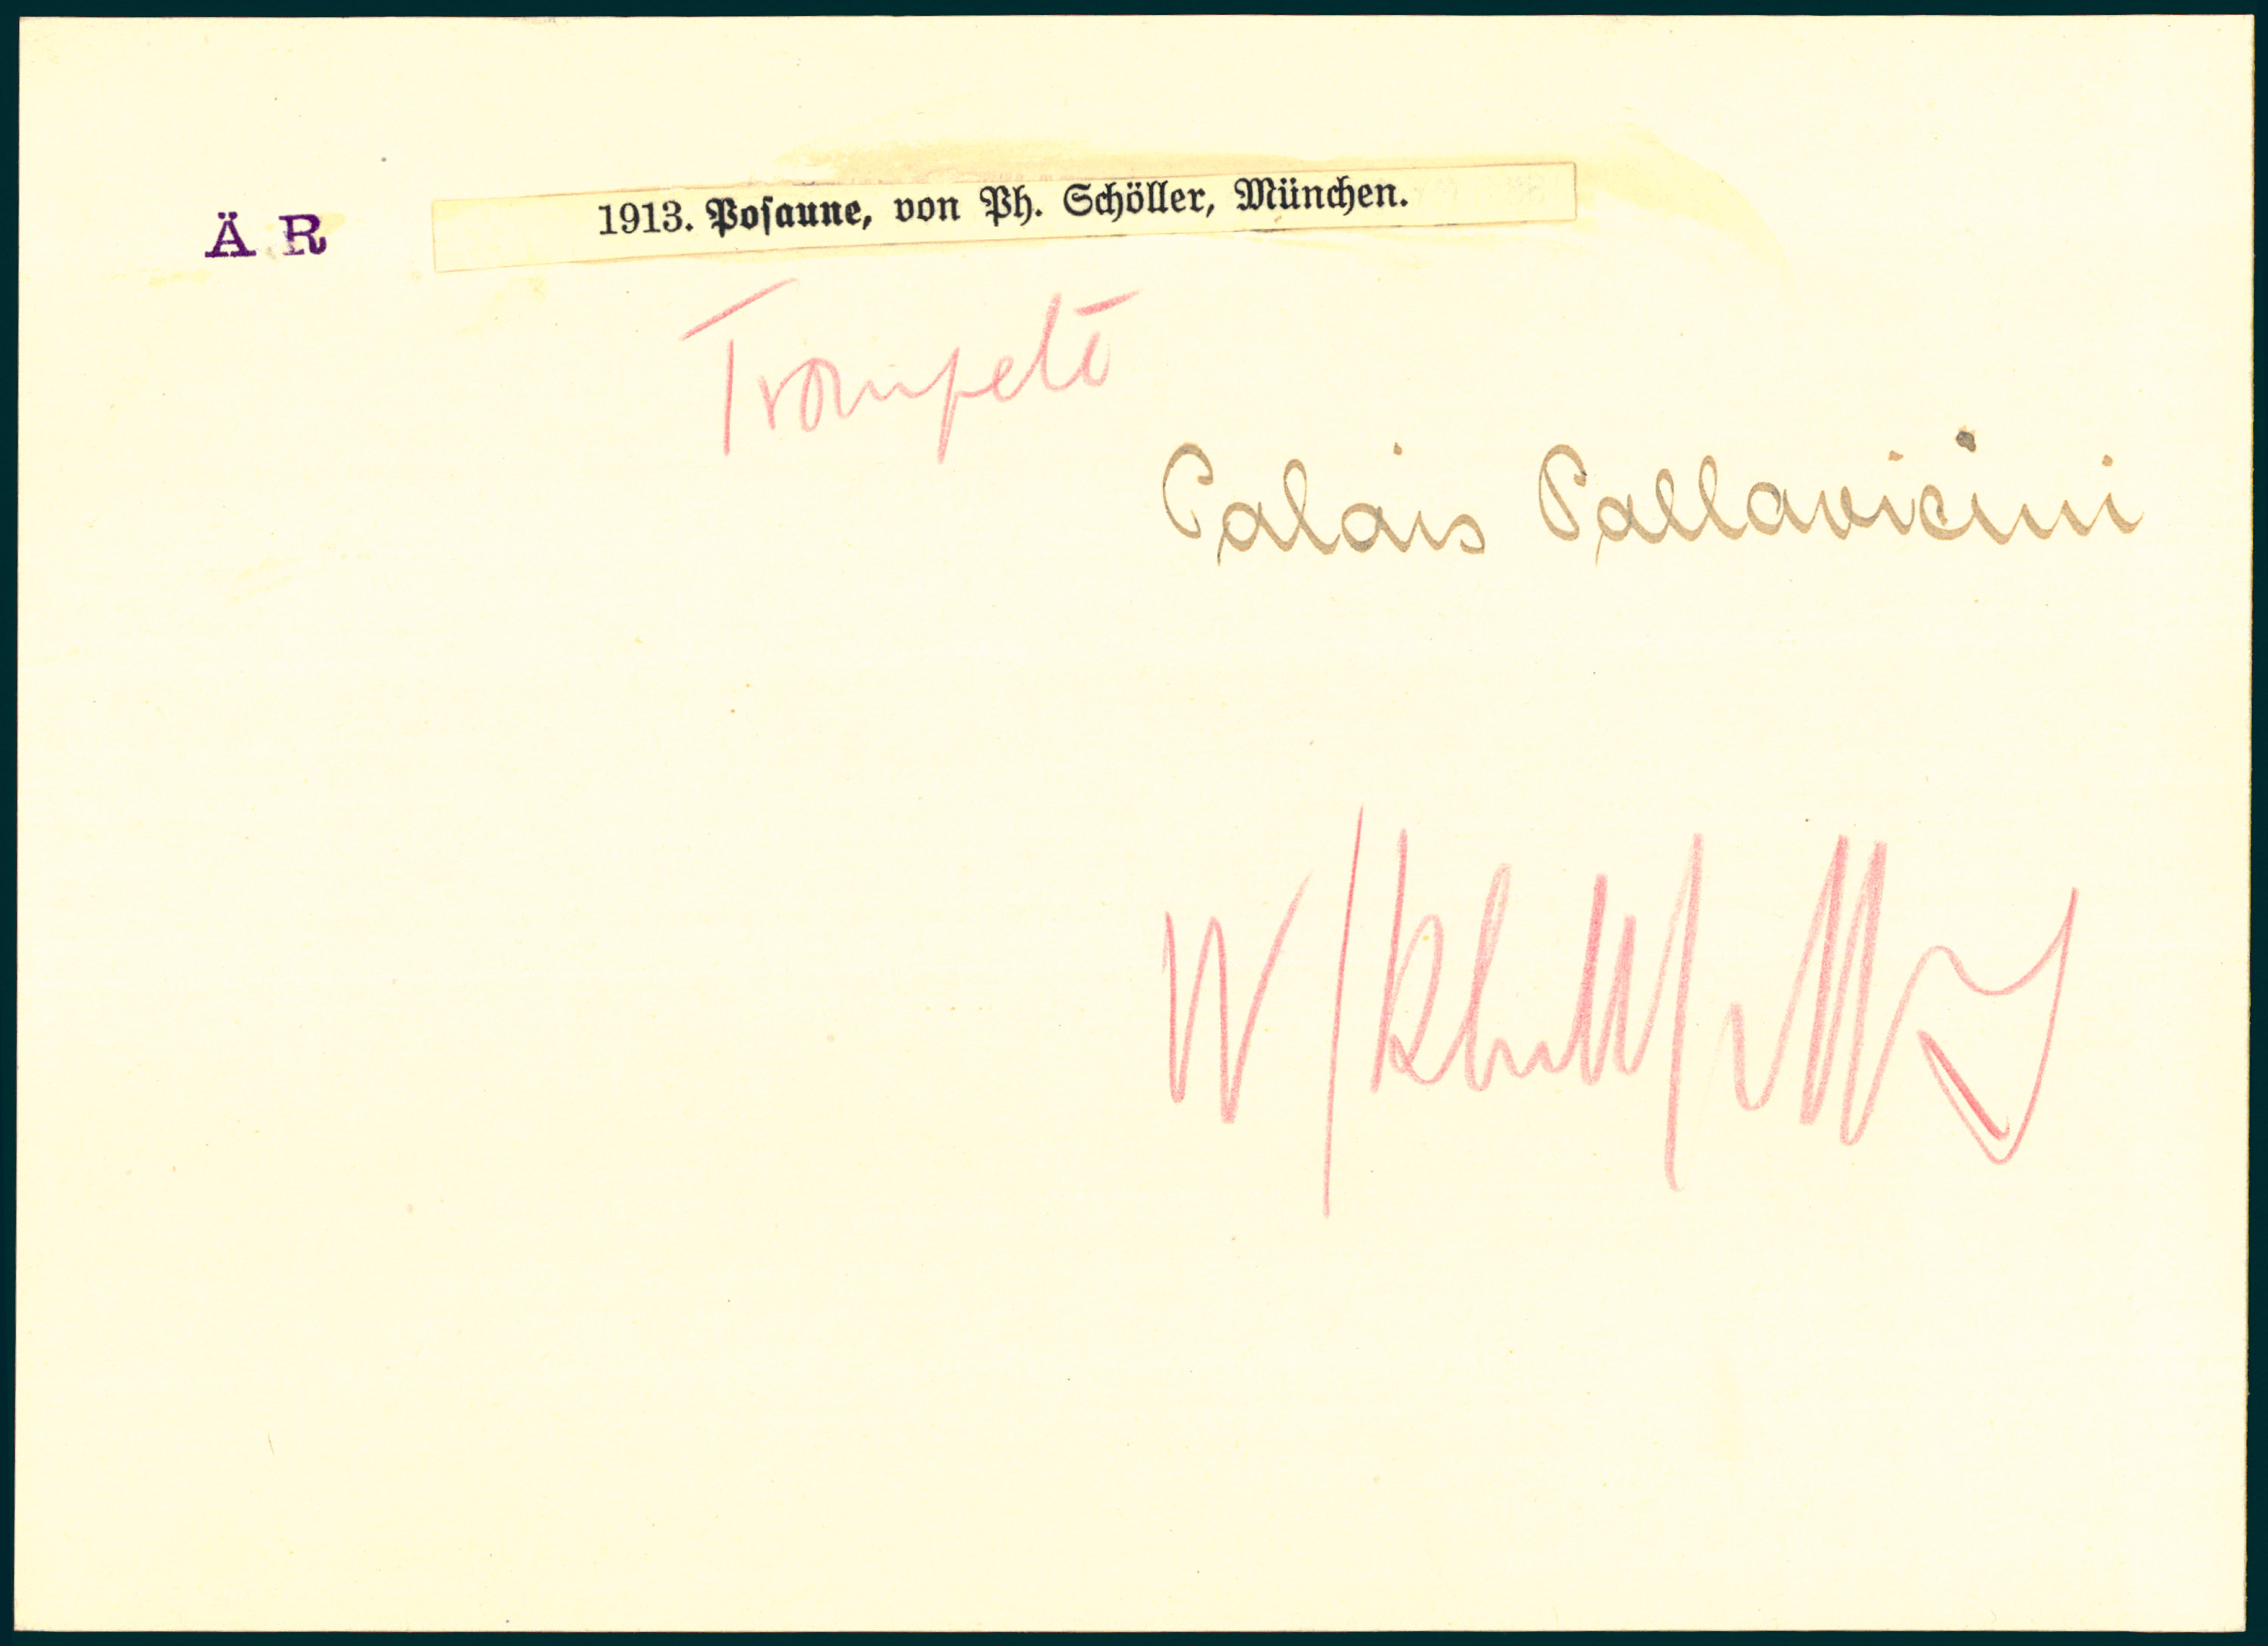 Ä R
1913. Posaune, von Ph. Schöller, München.
Trompete
Palais Pallavicini